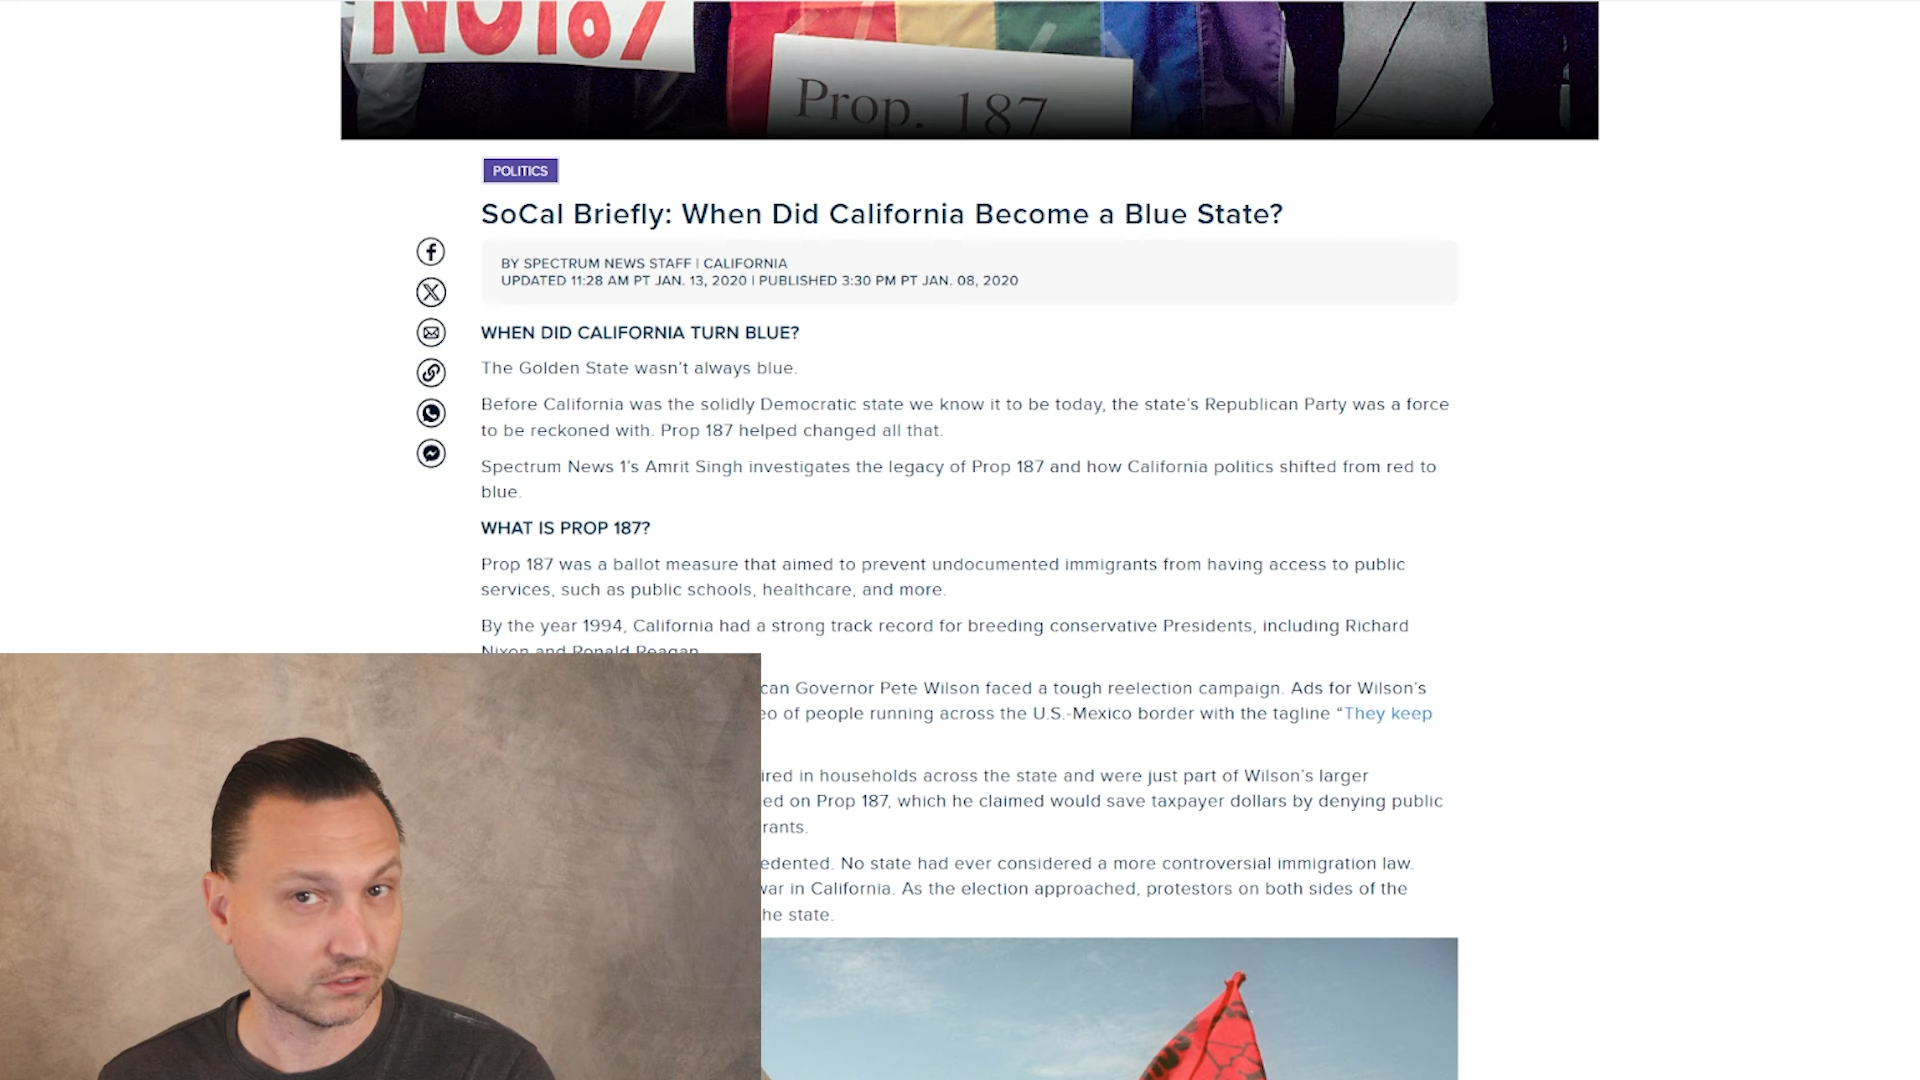 NO187
Prop. 187
POLITICS
SoCal Briefly: When Did California Become a Blue State?
BY SPECTRUM NEWS STAFF | CALIFORNIA
UPDATED 11:28 AM PT JAN. 13, 2020 | PUBLISHED 3:30 PM PT JAN. 08, 2020
WHEN DID CALIFORNIA TURN BLUE?
The Golden State wasn't always blue.
Before California was the solidly Democratic state we know it to be today, the state's Republican Party was a force
to be reckoned with. Prop 187 helped changed all that.
Spectrum News 1's Amrit Singh investigates the legacy of Prop 187 and how California politics shifted from red to
blue.
WHAT IS PROP 187?
Prop 187 was a ballot measure that aimed to prevent undocumented immigrants from having access to public
services, such as public schools, healthcare, and more.
By the year 1994, California had a strong track record for breeding conservative Presidents, including Richard
Nixon and Ronald Reagan.
can Governor Pete Wilson faced a tough reelection campaign. Ads for Wilson's
eo of people running across the U.S.-Mexico border with the tagline “They keep
ired in households across the state and were just part of Wilson's larger
ed on Prop 187, which he claimed would save taxpayer dollars by denying public
rants.
edented. No state had ever considered a more controversial immigration law.
war in California. As the election approached, protestors on both sides of the
he state.